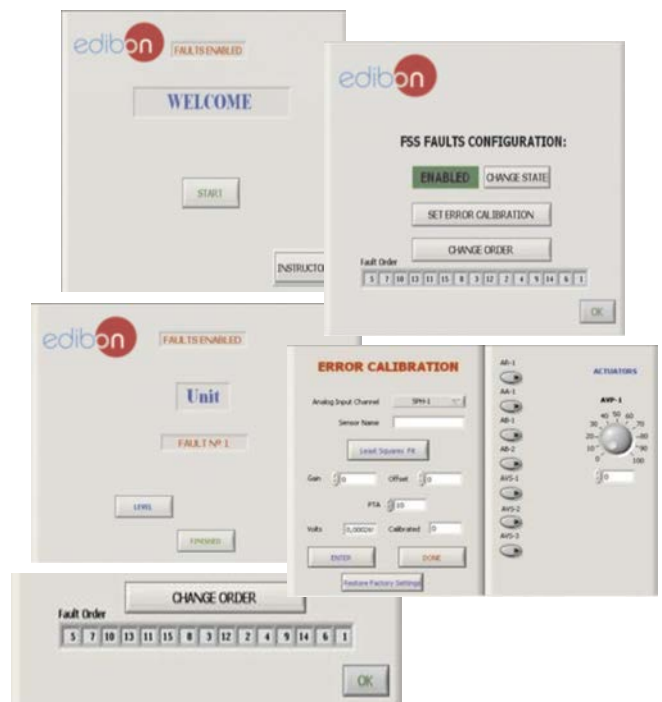 edibon
FAULTS ENABLED
WELCOME
START
INSTRUCTO
edibon
FSS FAULTS CONFIGURATION:
ENABLED CHANGE STATE
SET ERROR CALIBRATION
CHANGE ORDER
Fault Order
5 7 10 13 11 15 8 3 12 2 4 9 14 6 1
OK
edibon
FAULTS ENABLED
Unit
FAULT Nº 1
LEVEL
FINISHED
ERROR CALIBRATION
Analog Input Channel SPH-1
Sensor Name
Least Squares Fit
Gain 0 Offset 0
PTA 10
Volts 0,0002V Calibrated 0
ENTER DONE
Restore Factory Settings
AR-1
AA-1
AB-1
AB-2
AVS-1
AVS-2
AVS-3
ACTUATORS
AVP-1
0 10 20 30 40 50 60 70 80 90 100
0
CHANGE ORDER
Fault Order
5 7 10 13 11 15 8 3 12 2 4 9 14 6 1
OK